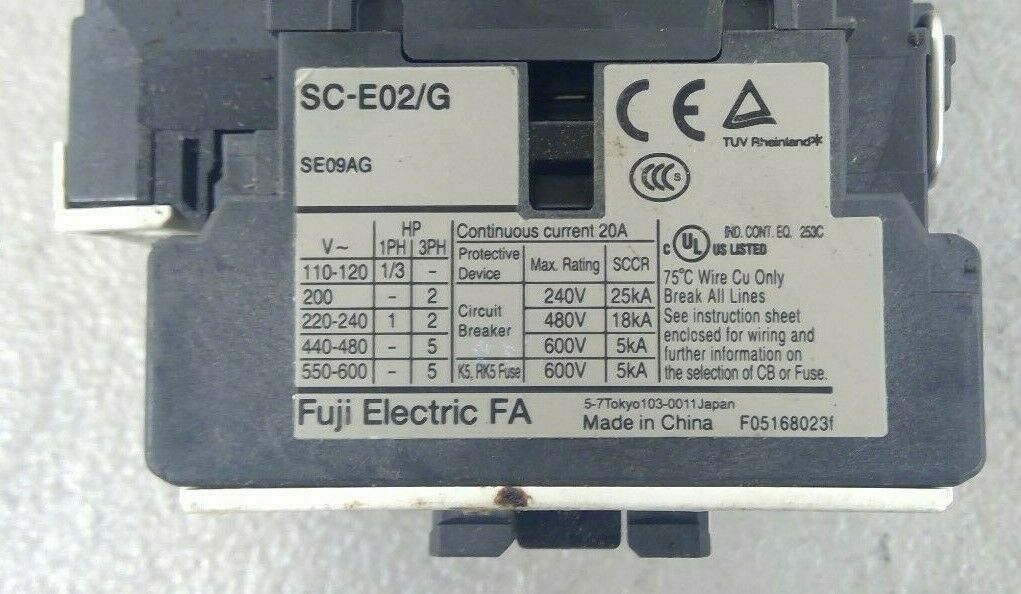 SC-E02/G
SE09AG
CE
TUV Rheinland
CCC S
V~ HP 1PH 3PH
110-120 1/3 -
200 - 2
220-240 1 2
440-480 - 5
550-600 - 5
Continuous current 20A
Protective Device Max. Rating SCCR
Circuit Breaker 240V 25kA
480V 18kA
600V 5kA
K5, RK5 Fuse 600V 5kA
IND. CONT. EQ. 253C
c UL US LISTED
75°C Wire Cu Only
Break All Lines
See instruction sheet
enclosed for wiring and
further information on
the selection of CB or Fuse.
Fuji Electric FA
5-7Tokyo103-0011Japan
Made in China F05168023f